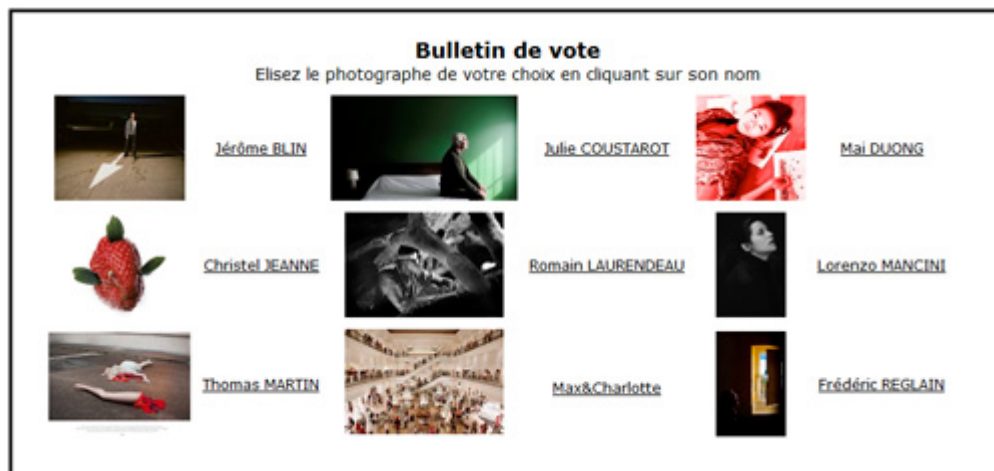 Bulletin de vote
Elisez le photographe de votre choix en cliquant sur son nom
Jérôme BLIN
Julie COUSTAROT
Mai DUONG
Christel JEANNE
Romain LAURENDEAU
Lorenzo MANCINI
Thomas MARTIN
Max&Charlotte
Frédéric REGLAIN